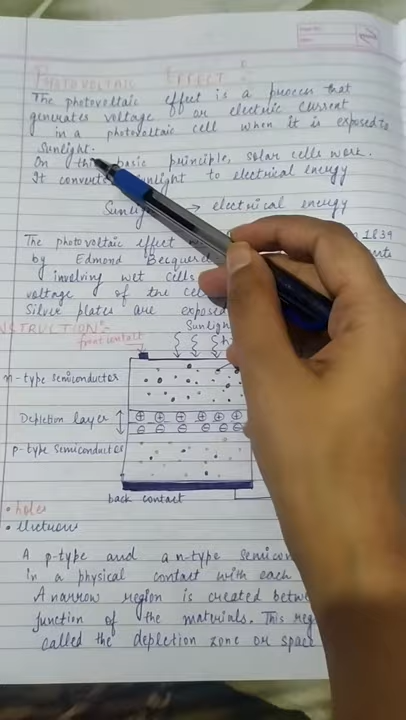 PHOTOVOLTAIC EFFECT :
The photovoltaic effect is a process that
generates voltage or electric current
in a photovoltaic cell when it is exposed to
Sunlight.
On this basic principle, solar cells work.
It converts sunlight to electrical energy
Sunlight → electrical energy
The photovoltaic effect 1839
by Edmond Becquerel
involving wet cells
voltage of the cell
Silver plates are exposed
NSTRUCTION:-
Sunlight
front contact
n-type semiconductor
Depletion layer
p-type semiconductor
back contact
• holes
• electrons
A p-type and a n-type
in a physical contact with each
A narrow region is created
junction of the materials. This
called the depletion zone or space